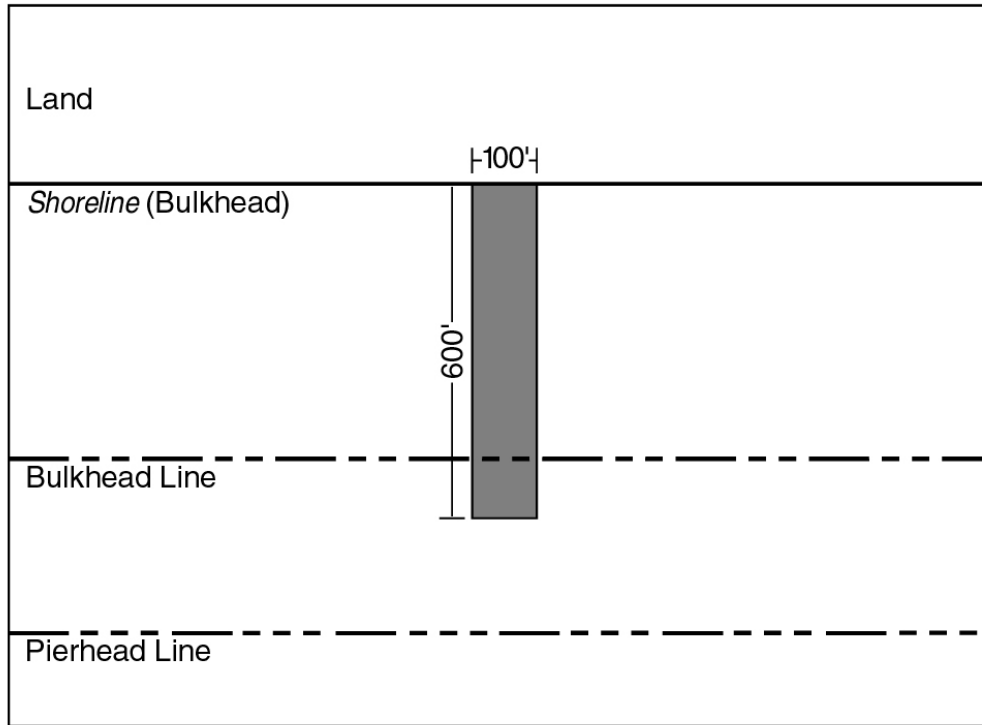 Land
100'
Shoreline (Bulkhead)
600'
Bulkhead Line
Pierhead Line